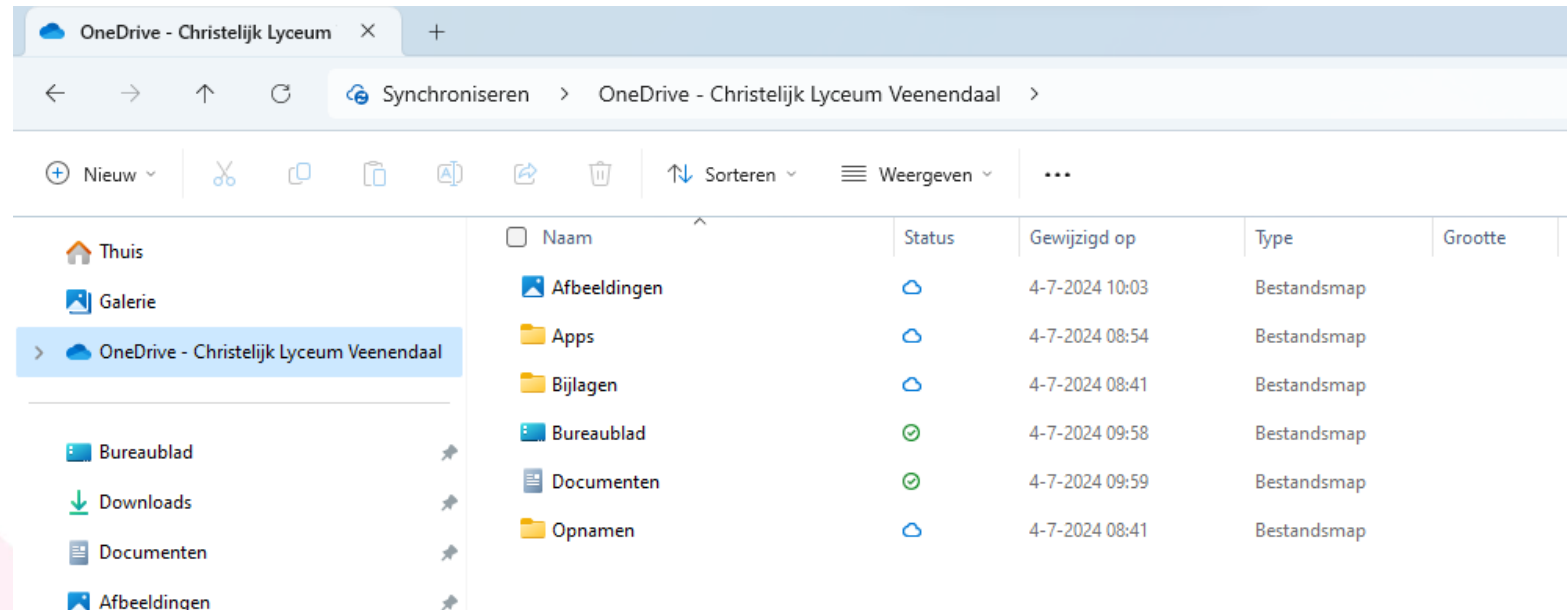 OneDrive - Christelijk Lyceum
Synchroniseren > OneDrive - Christelijk Lyceum Veenendaal >
Nieuw Sorteren Weergeven ...
Thuis
Galerie
OneDrive - Christelijk Lyceum Veenendaal
Bureaublad
Downloads
Documenten
Afbeeldingen
Naam Status Gewijzigd op Type Grootte
Afbeeldingen 4-7-2024 10:03 Bestandsmap
Apps 4-7-2024 08:54 Bestandsmap
Bijlagen 4-7-2024 08:41 Bestandsmap
Bureaublad 4-7-2024 09:58 Bestandsmap
Documenten 4-7-2024 09:59 Bestandsmap
Opnamen 4-7-2024 08:41 Bestandsmap